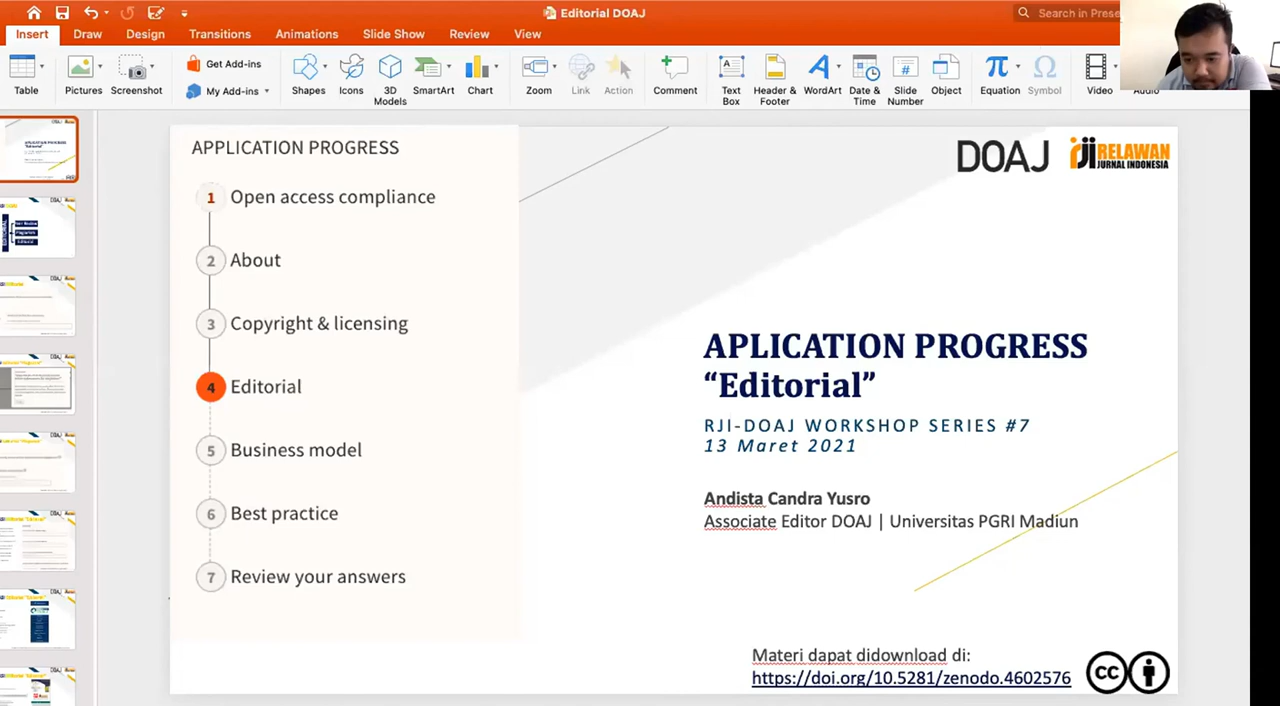 Editorial DOAJ
Search in Prese
Insert Draw Design Transitions Animations Slide Show Review View
Table
Pictures
Screenshot
Get Add-ins
My Add-ins
Shapes
Icons
3D
Models
SmartArt
Chart
Zoom
Link
Action
Comment
Text
Box
Header &
Footer
WordArt
Date &
Time
Slide
Number
Object
Equation
Symbol
Video
Audio
APPLICATION PROGRESS
1 Open access compliance
2 About
3 Copyright & licensing
4 Editorial
5 Business model
6 Best practice
7 Review your answers
DOAJ
RELAWAN
JURNAL INDONESIA
APLICATION PROGRESS
“Editorial”
RJI-DOAJ WORKSHOP SERIES #7
13 Maret 2021
Andista Candra Yusro
Associate Editor DOAJ | Universitas PGRI Madiun
Materi dapat didownload di:
https://doi.org/10.5281/zenodo.4602576
cc